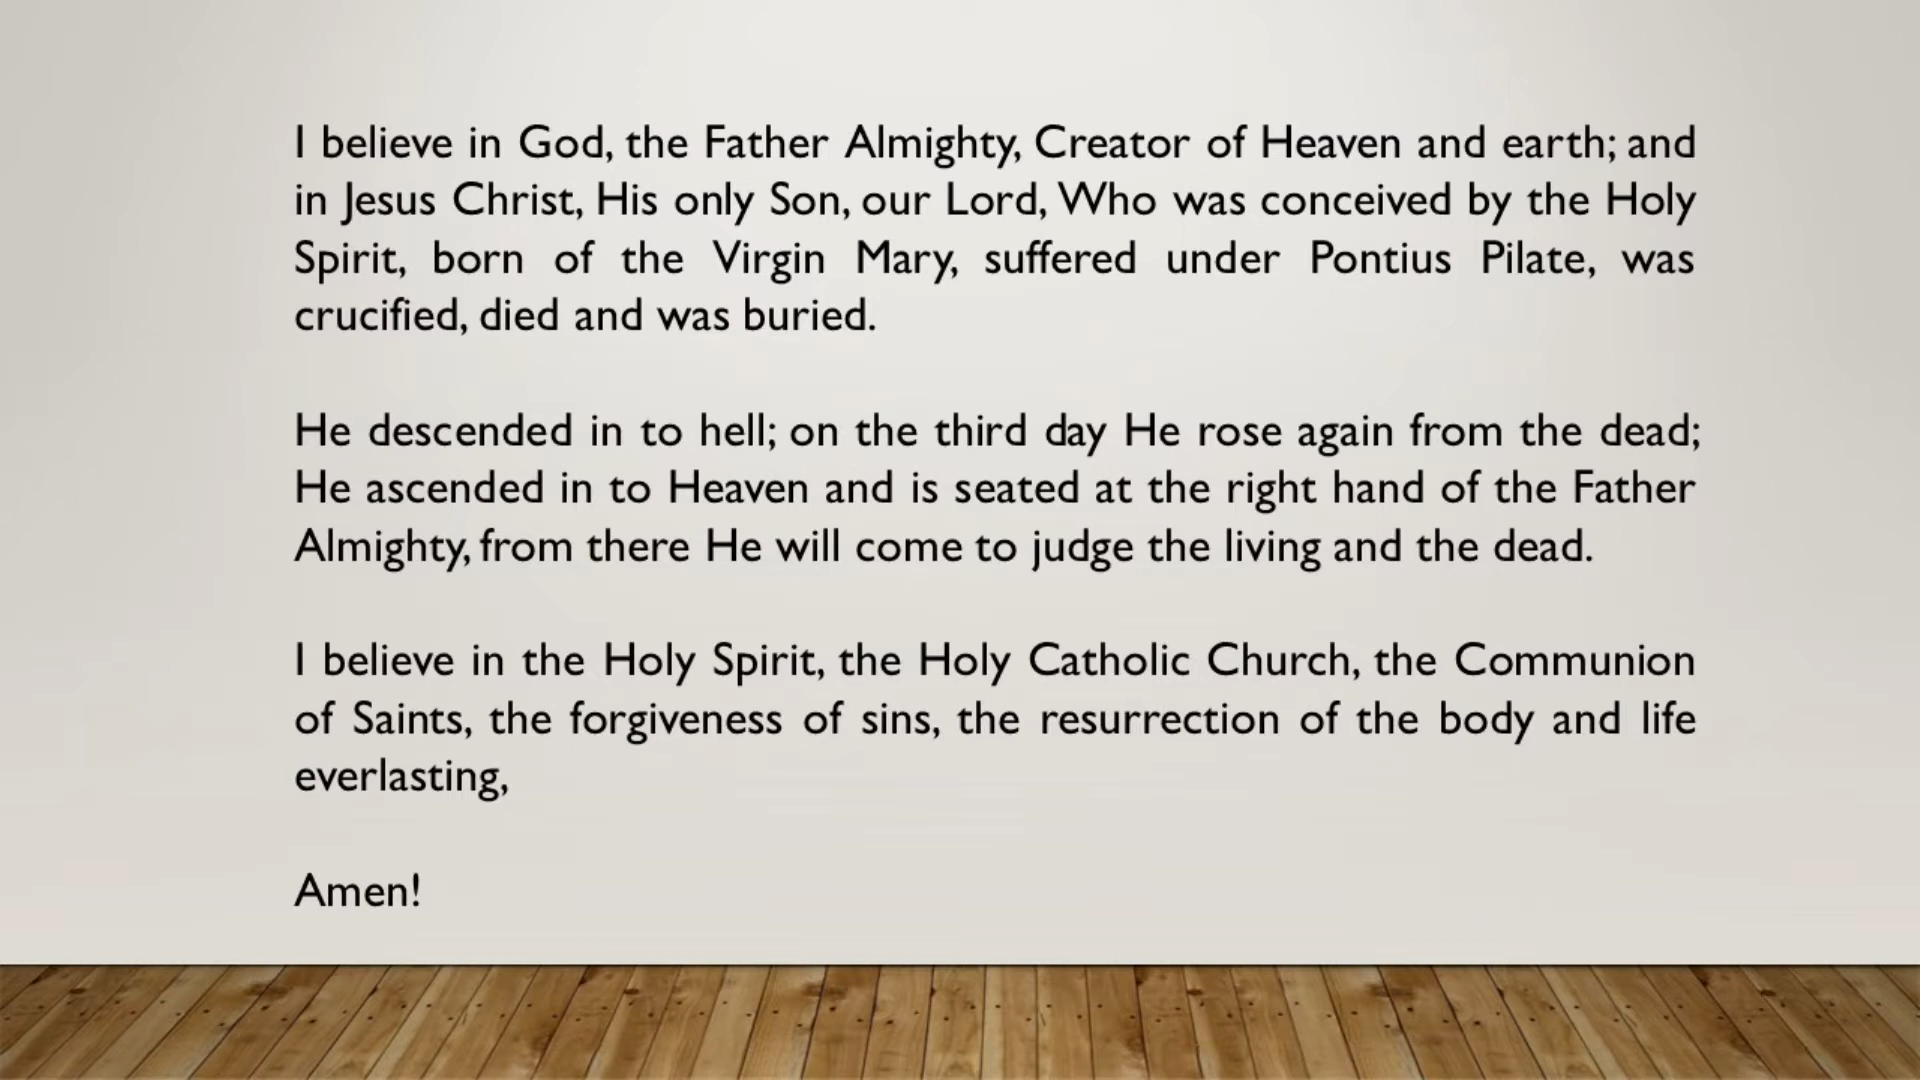 I believe in God, the Father Almighty, Creator of Heaven and earth; and
in Jesus Christ, His only Son, our Lord, Who was conceived by the Holy
Spirit, born of the Virgin Mary, suffered under Pontius Pilate, was
crucified, died and was buried.
He descended in to hell; on the third day He rose again from the dead;
He ascended in to Heaven and is seated at the right hand of the Father
Almighty, from there He will come to judge the living and the dead.
I believe in the Holy Spirit, the Holy Catholic Church, the Communion
of Saints, the forgiveness of sins, the resurrection of the body and life
everlasting,
Amen!